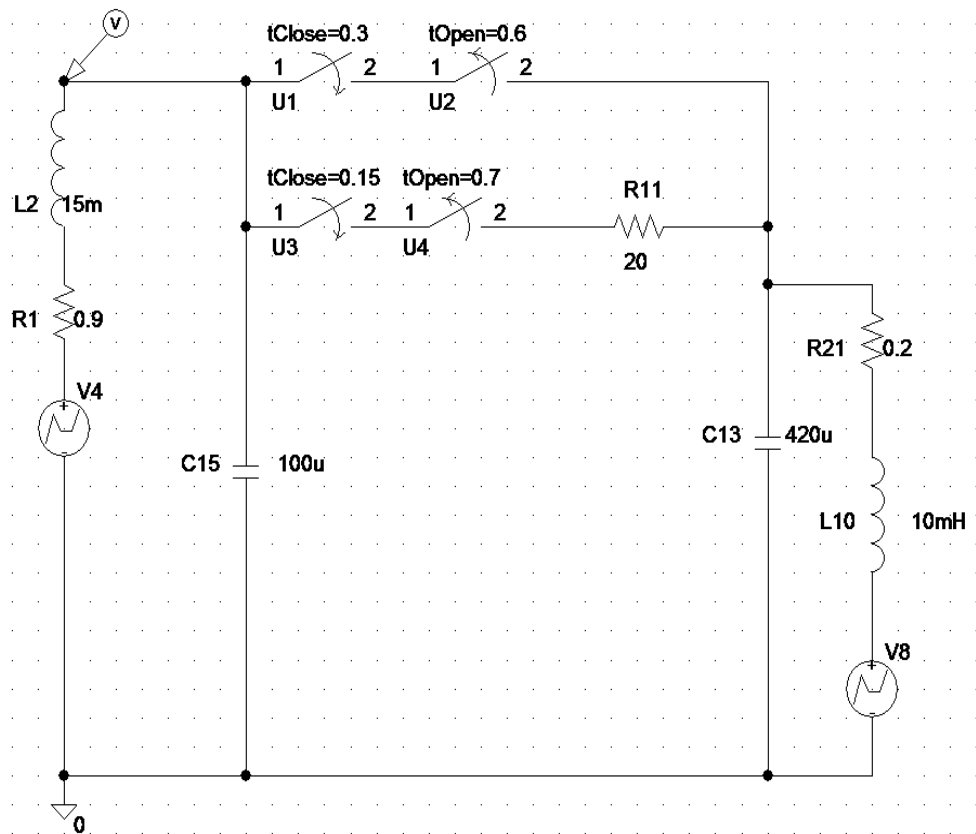 V
tClose=0.3 tOpen=0.6
1 2 1 2
U1 U2
tClose=0.15 tOpen=0.7
1 2 1 2
U3 U4
R11
20
L2 15m
R1 0.9
V4
R21 0.2
C13 420u
C15 100u
L10 10mH
V8
0